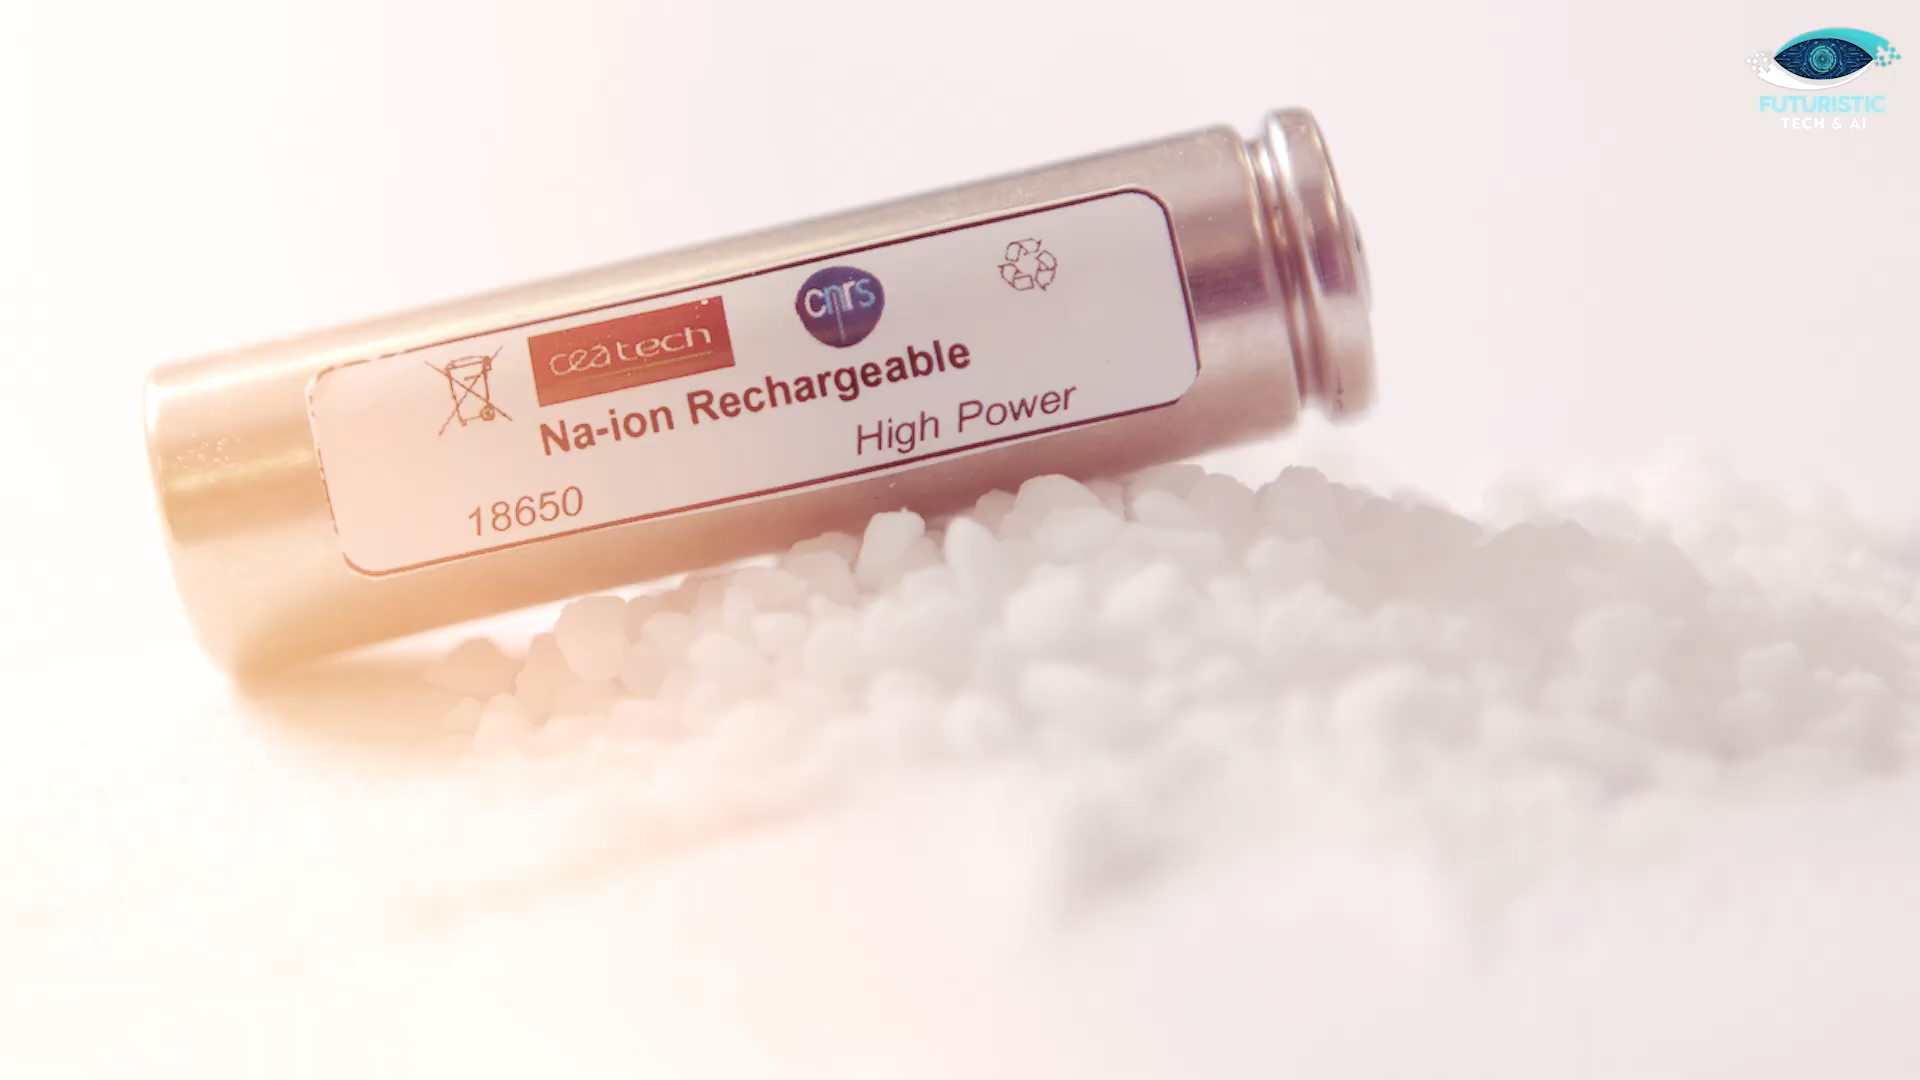 FUTURISTIC
TECH & AI
ceatech
cnrs
Na-ion Rechargeable
High Power
18650